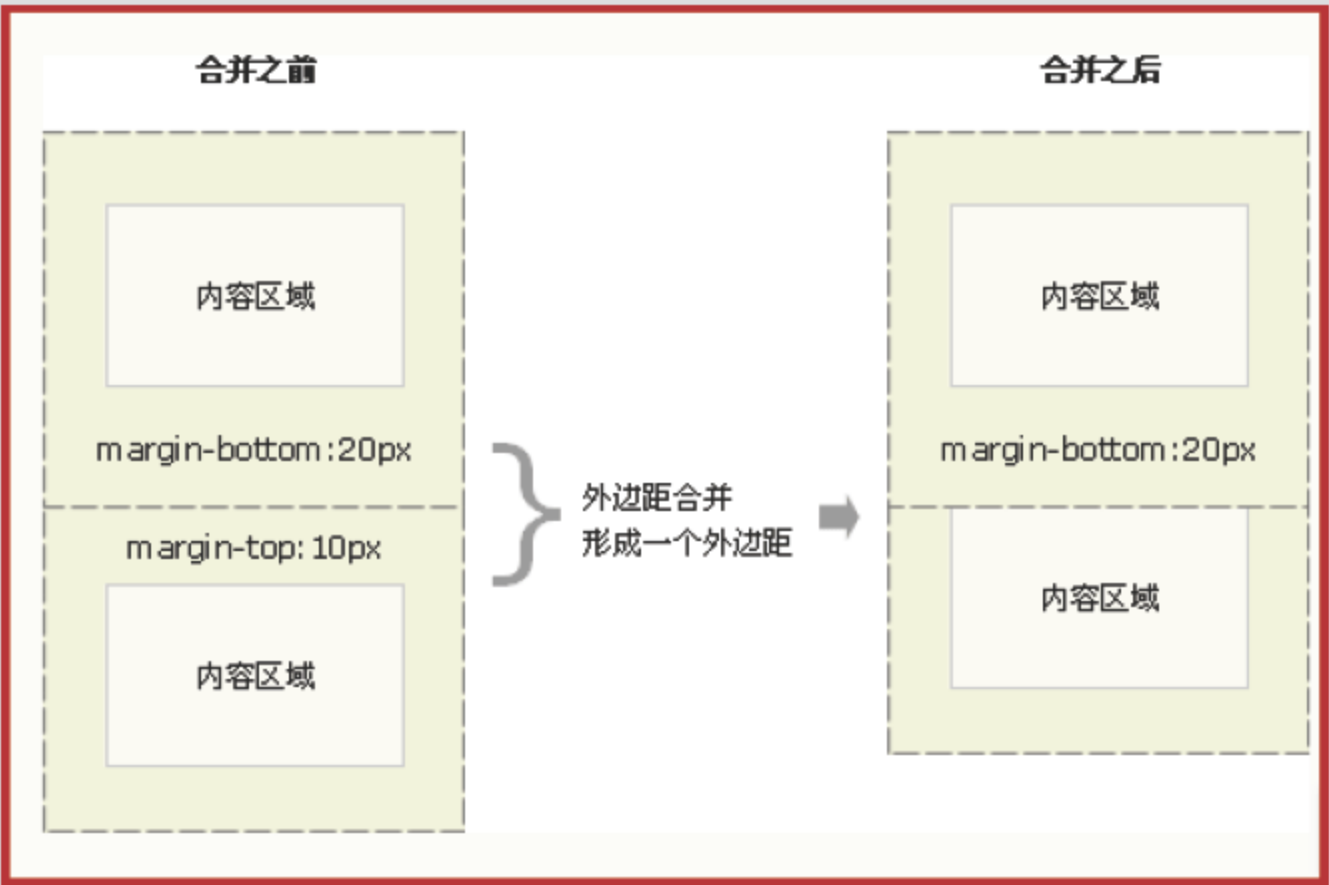 合并之前
合并之后
内容区域
内容区域
margin-bottom:20px
margin-bottom:20px
外边距合并
形成一个外边距
margin-top:10px
内容区域
内容区域